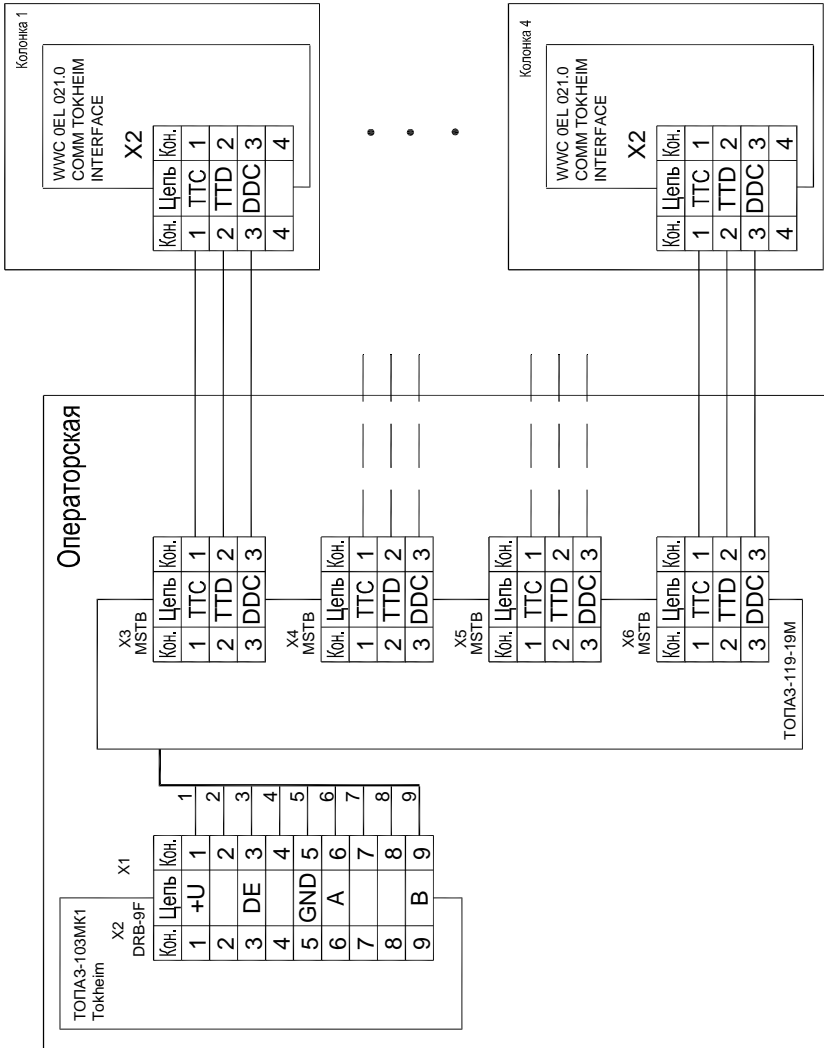 Операторская
ТОПАЗ-103МК1
Tokheim
X2
DRB-9F
X1
Кон. Цепь Кон.
1 +U 1
2 2
3 DE 3
4 4
5 GND 5
6 A 6
7 7
8 8
9 B 9
1
2
3
4
5
6
7
8
9
ТОПАЗ-119-19М
X3
MSTB
Кон. Цепь Кон.
1 TTC 1
2 TTD 2
3 DDC 3
X4
MSTB
Кон. Цепь Кон.
1 TTC 1
2 TTD 2
3 DDC 3
X5
MSTB
Кон. Цепь Кон.
1 TTC 1
2 TTD 2
3 DDC 3
X6
MSTB
Кон. Цепь Кон.
1 TTC 1
2 TTD 2
3 DDC 3
Колонка 1
WWC 0EL 021.0
COMM TOKHEIM
INTERFACE
X2
Кон. Цепь Кон.
1 TTC 1
2 TTD 2
3 DDC 3
4 4
Колонка 4
WWC 0EL 021.0
COMM TOKHEIM
INTERFACE
X2
Кон. Цепь Кон.
1 TTC 1
2 TTD 2
3 DDC 3
4 4